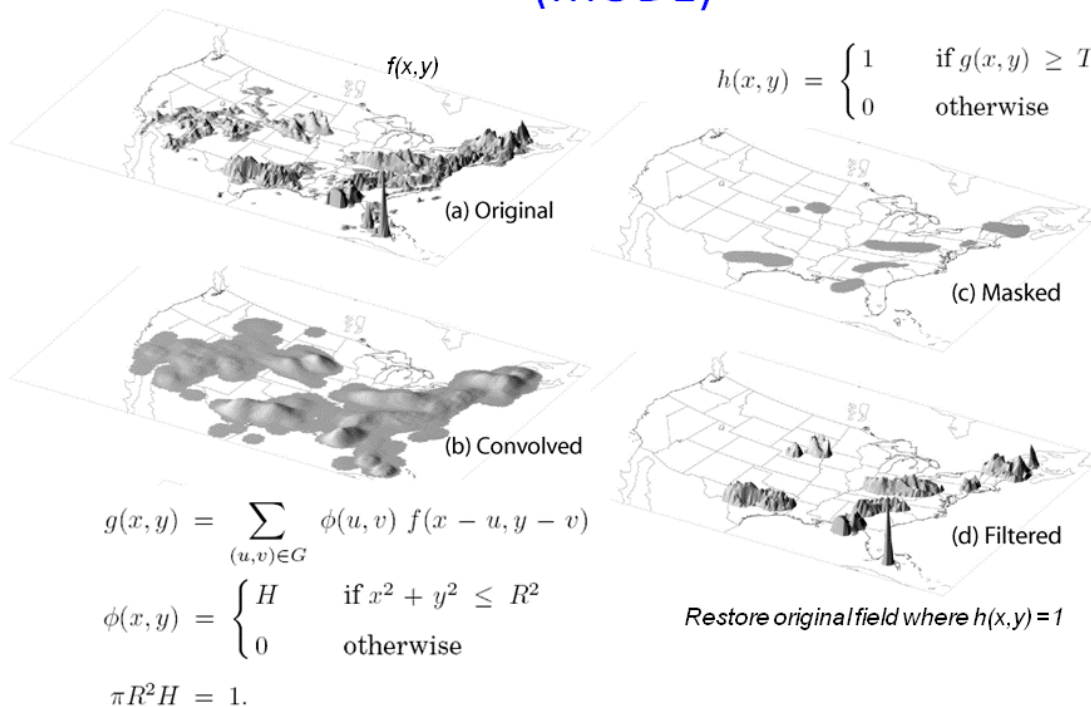 f(x,y)
(a) Original
(b) Convolved
g(x,y) = ∑ ϕ(u,v) f(x − u, y − v)
(u,v)∈G
ϕ(x,y) = { H if x² + y² ≤ R²
0 otherwise
πR²H = 1.
h(x,y) = { 1 if g(x,y) ≥ T
0 otherwise
(c) Masked
(d) Filtered
Restore original field where h(x,y) =1